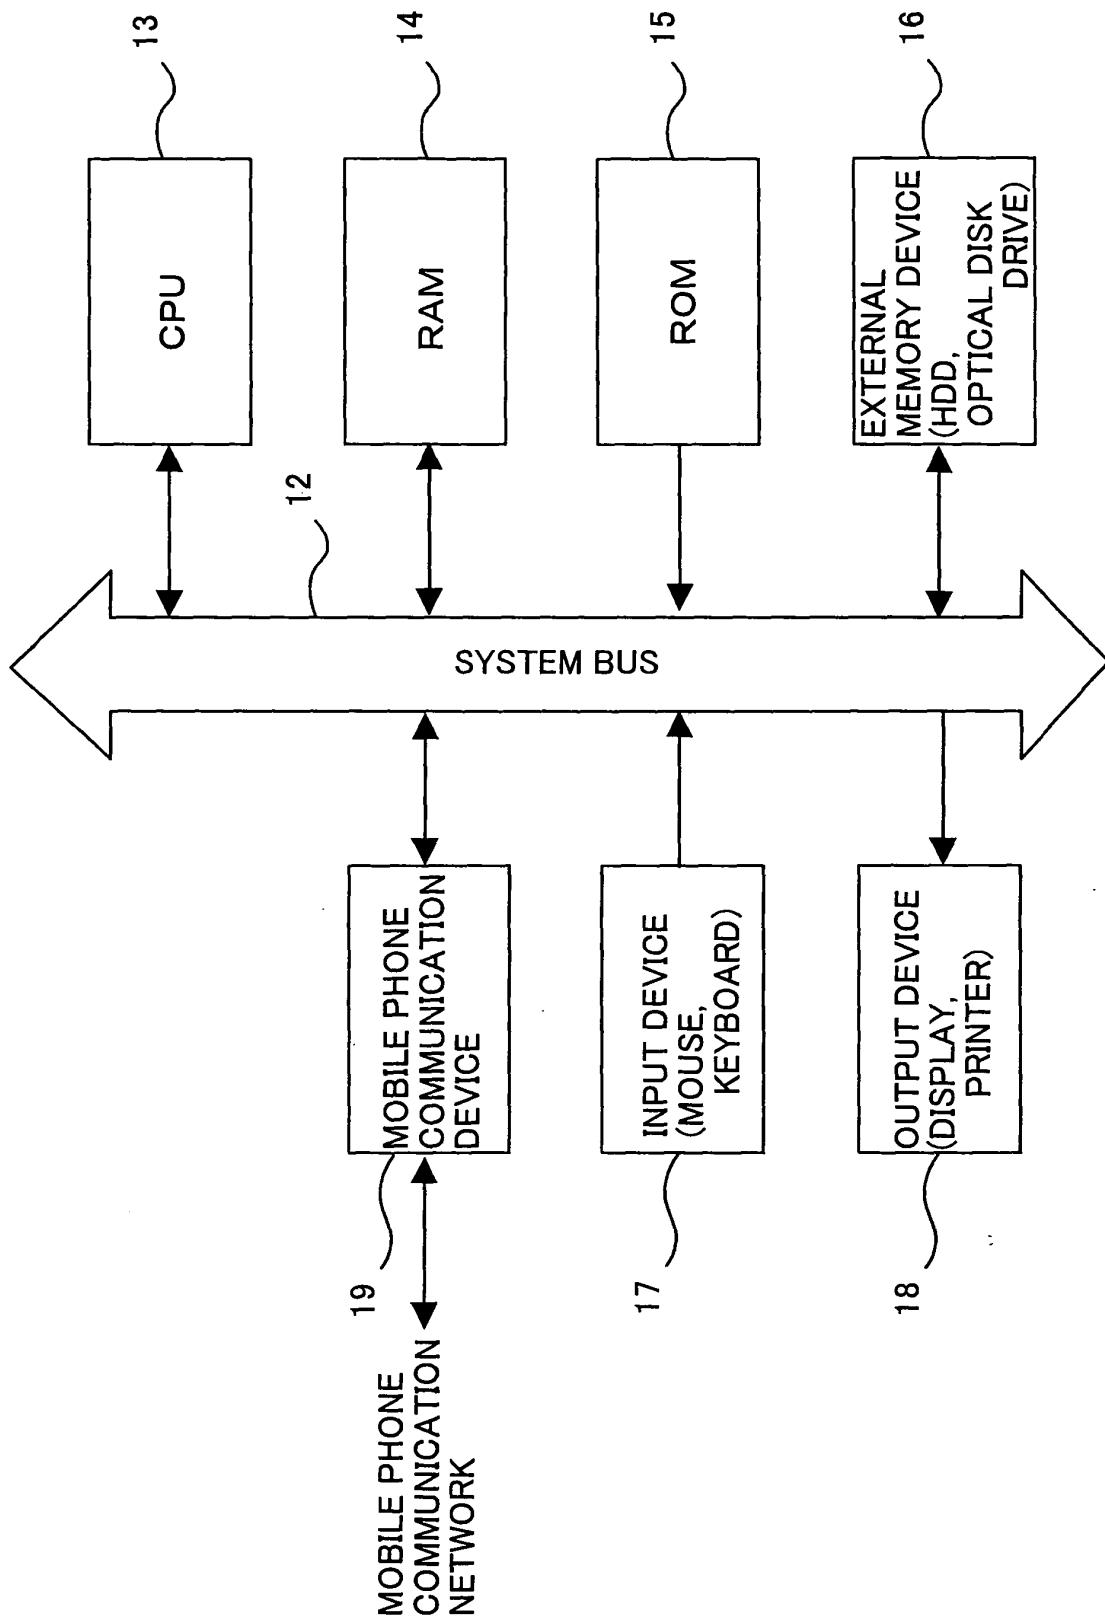 13
CPU
14
RAM
15
ROM
16
EXTERNAL
MEMORY DEVICE
(HDD,
OPTICAL DISK
DRIVE)
12
SYSTEM BUS
MOBILE PHONE
COMMUNICATION
DEVICE
19
MOBILE PHONE
COMMUNICATION
NETWORK
INPUT DEVICE
(MOUSE,
KEYBOARD)
17
OUTPUT DEVICE
(DISPLAY,
PRINTER)
18